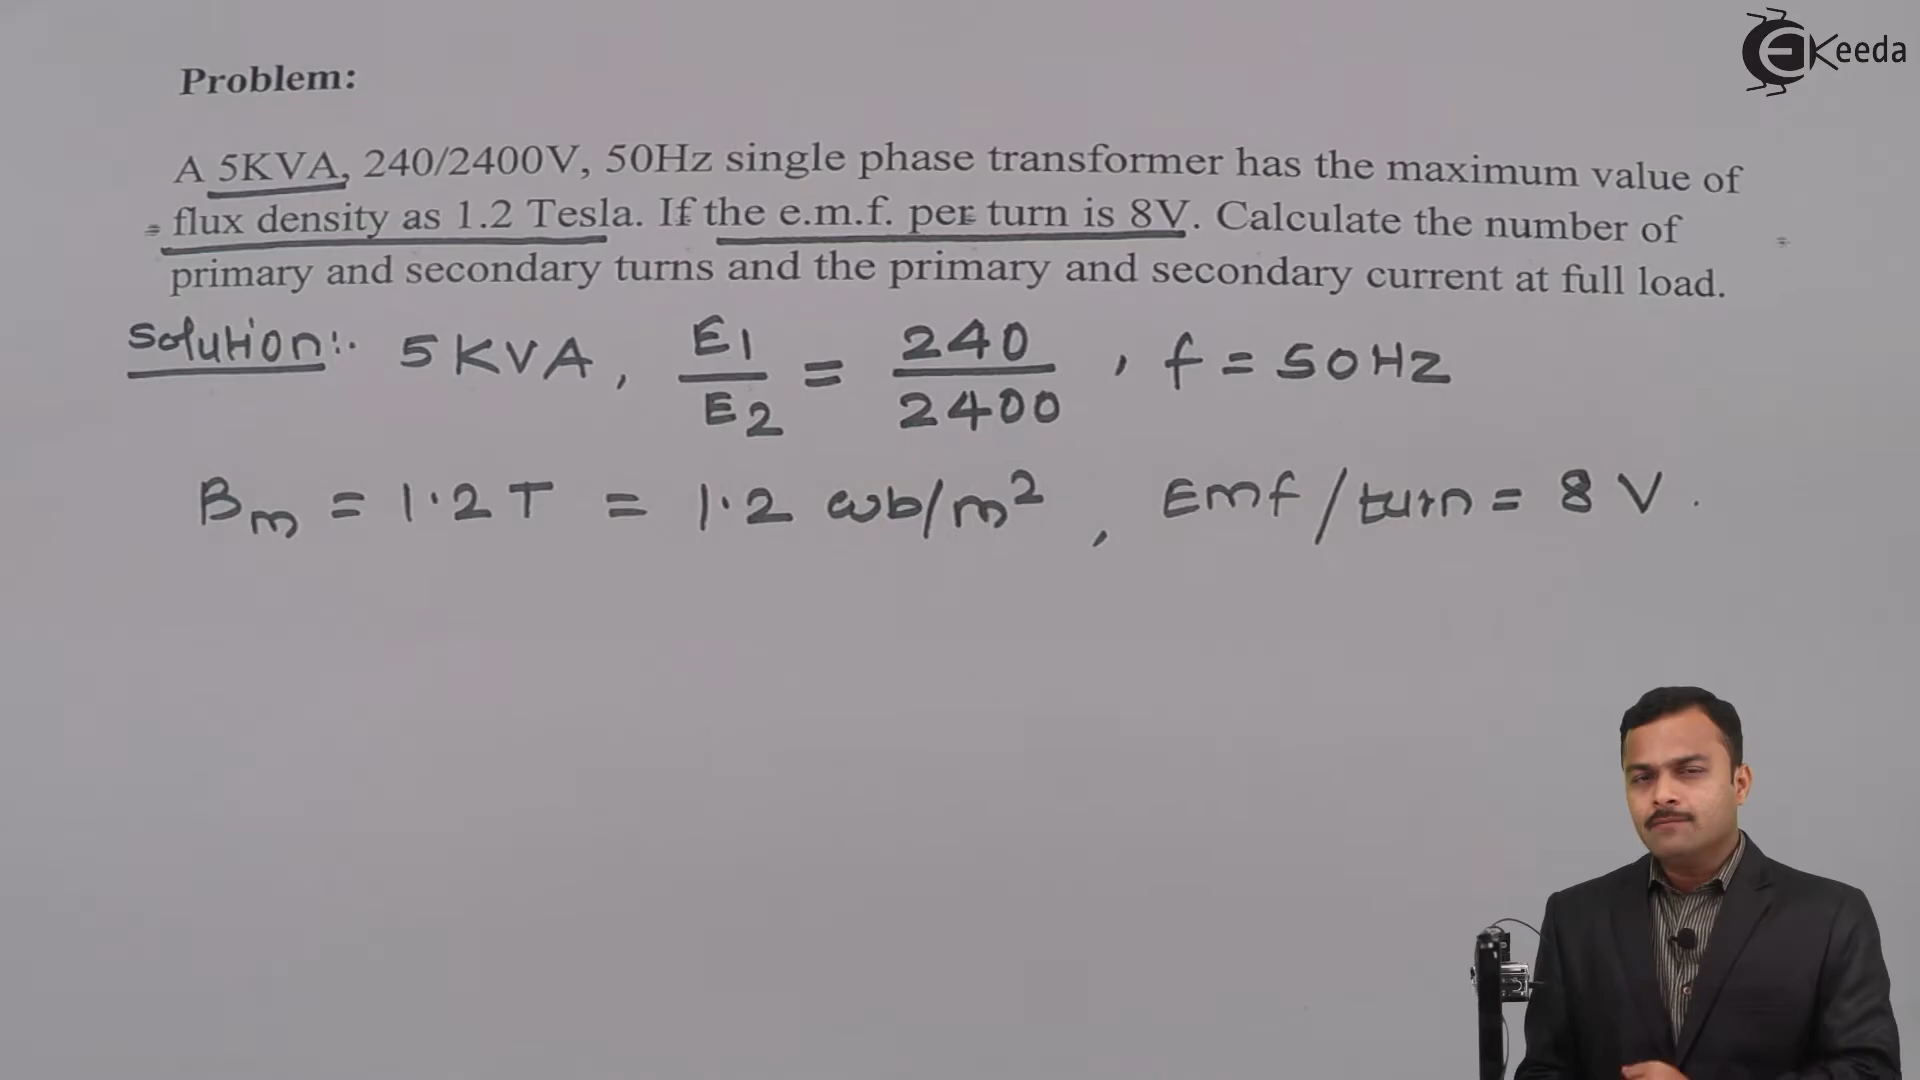 EKeeda
Problem:
A 5KVA, 240/2400V, 50Hz single phase transformer has the maximum value of
flux density as 1.2 Tesla. If the e.m.f. per turn is 8V. Calculate the number of
primary and secondary turns and the primary and secondary current at full load.
Solution:. 5KVA, E1/E2 = 240/2400, f = 50Hz
Bm = 1.2T = 1.2 wb/m², Emf/turn = 8 V.